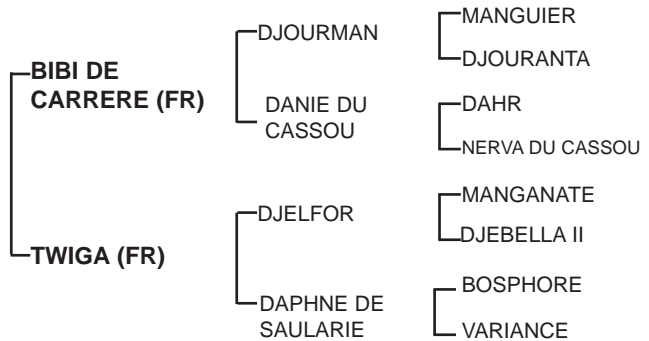 BIBI DE
CARRERE (FR)
DJOURMAN
MANGUIER
DJOURANTA
DANIE DU
CASSOU
DAHR
NERVA DU CASSOU
TWIGA (FR)
DJELFOR
MANGANATE
DJEBELLA II
DAPHNE DE
SAULARIE
BOSPHORE
VARIANCE